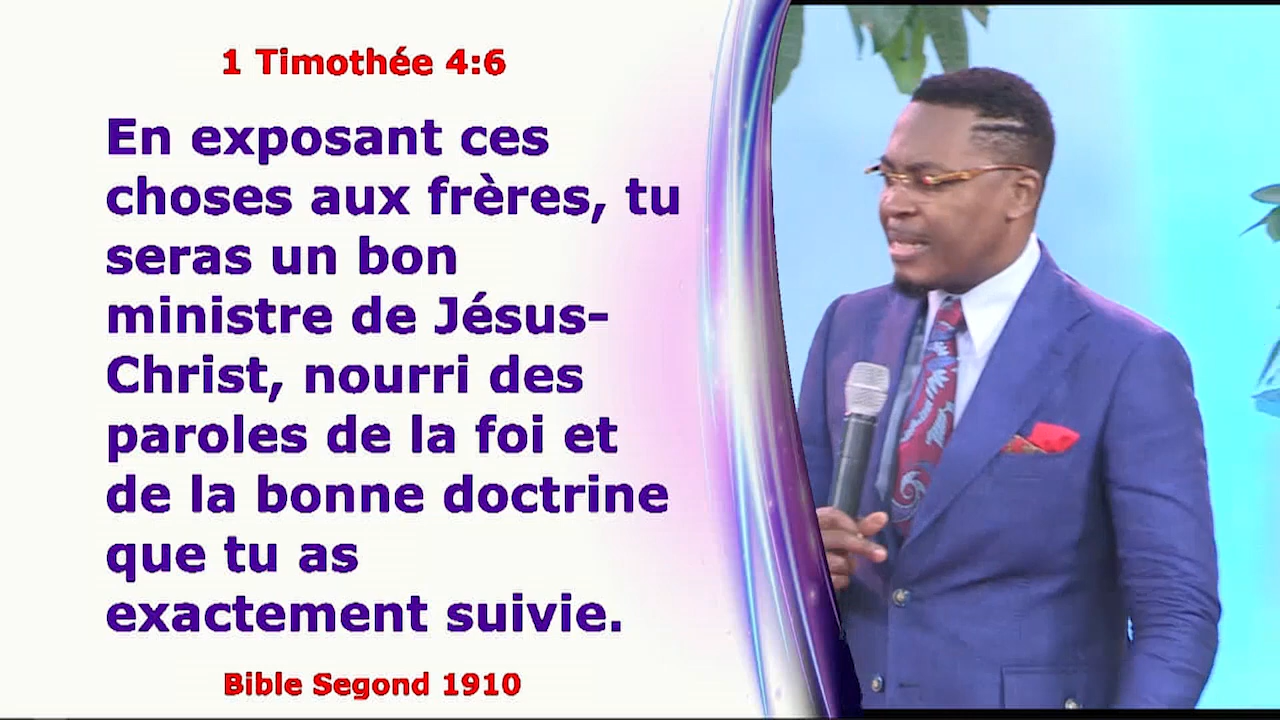 1 Timothée 4:6
En exposant ces
choses aux frères, tu
seras un bon
ministre de Jésus-
Christ, nourri des
paroles de la foi et
de la bonne doctrine
que tu as
exactement suivie.
Bible Segond 1910